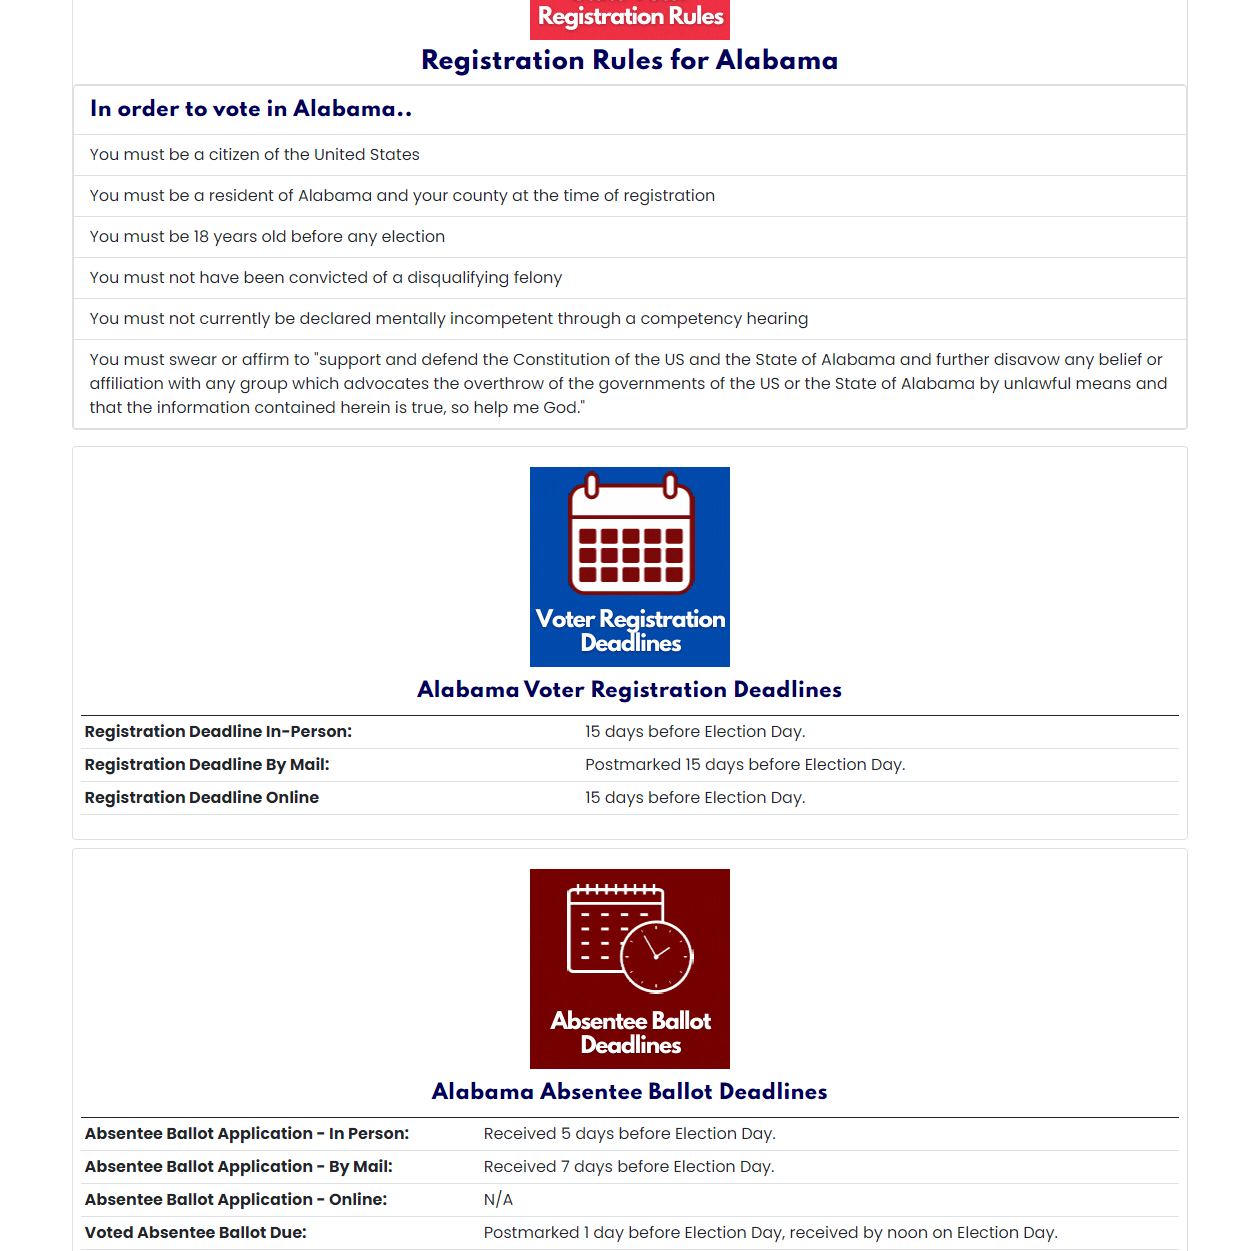 Registration Rules
Registration Rules for Alabama
In order to vote in Alabama..
You must be a citizen of the United States
You must be a resident of Alabama and your county at the time of registration
You must be 18 years old before any election
You must not have been convicted of a disqualifying felony
You must not currently be declared mentally incompetent through a competency hearing
You must swear or affirm to "support and defend the Constitution of the US and the State of Alabama and further disavow any belief or
affiliation with any group which advocates the overthrow of the governments of the US or the State of Alabama by unlawful means and
that the information contained herein is true, so help me God."
Voter Registration
Deadlines
Alabama Voter Registration Deadlines
Registration Deadline In-Person: 15 days before Election Day.
Registration Deadline By Mail: Postmarked 15 days before Election Day.
Registration Deadline Online 15 days before Election Day.
Absentee Ballot
Deadlines
Alabama Absentee Ballot Deadlines
Absentee Ballot Application - In Person: Received 5 days before Election Day.
Absentee Ballot Application - By Mail: Received 7 days before Election Day.
Absentee Ballot Application - Online: N/A
Voted Absentee Ballot Due: Postmarked 1 day before Election Day, received by noon on Election Day.